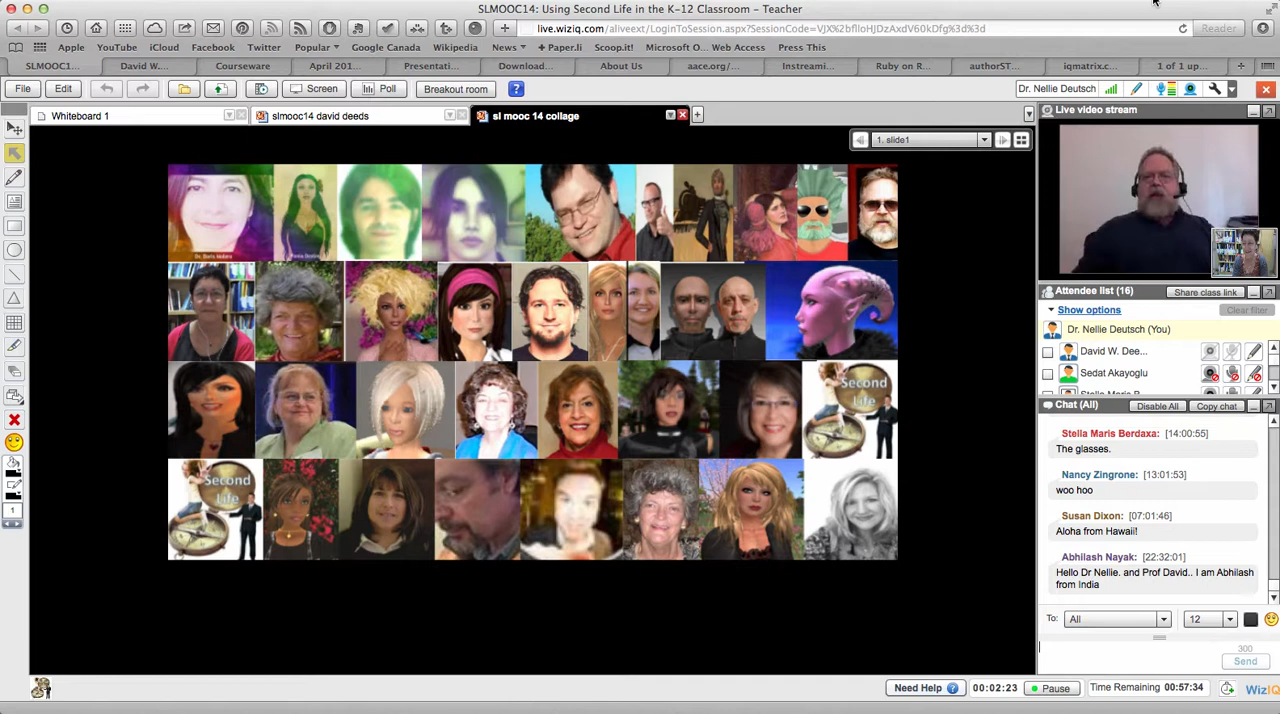 SLMOOC14: Using Second Life in the K-12 Classroom – Teacher
live.wiziq.com/aliveext/LoginToSession.aspx?SessionCode=VJX%2bflloHJDzAvdV60kDfg%3d%3d
Reader
Apple YouTube iCloud Facebook Twitter Popular Google Canada Wikipedia News + Paper.li Scoop.it! Microsoft O... Web Access Press This
SLMOOC1... David W.... Courseware April 201... Presentati... Download... About Us aace.org/... Instreami... Ruby on R... authorST... iqmatrix.c... 1 of 1 up...
File Edit Screen Poll Breakout room ? Dr. Nellie Deutsch
Whiteboard 1 slmooc14 david deeds sl mooc 14 collage
Live video stream
1. slide1
Attendee list (16) Share class link
Show options Clear filter
Dr. Nellie Deutsch (You)
David W. Dee...
Sedat Akayoglu
Chat (All) Disable All Copy chat
Stella Maris Berdaxa: [14:00:55]
The glasses.
Nancy Zingrone: [13:01:53]
woo hoo
Susan Dixon: [07:01:46]
Aloha from Hawaii!
Abhilash Nayak: [22:32:01]
Hello Dr Nellie. and Prof David.. I am Abhilash
from India
Second
Life
Second
Life
To: All 12
300
Send
1
Need Help ? 00:02:23 Pause Time Remaining 00:57:34 WizIQ